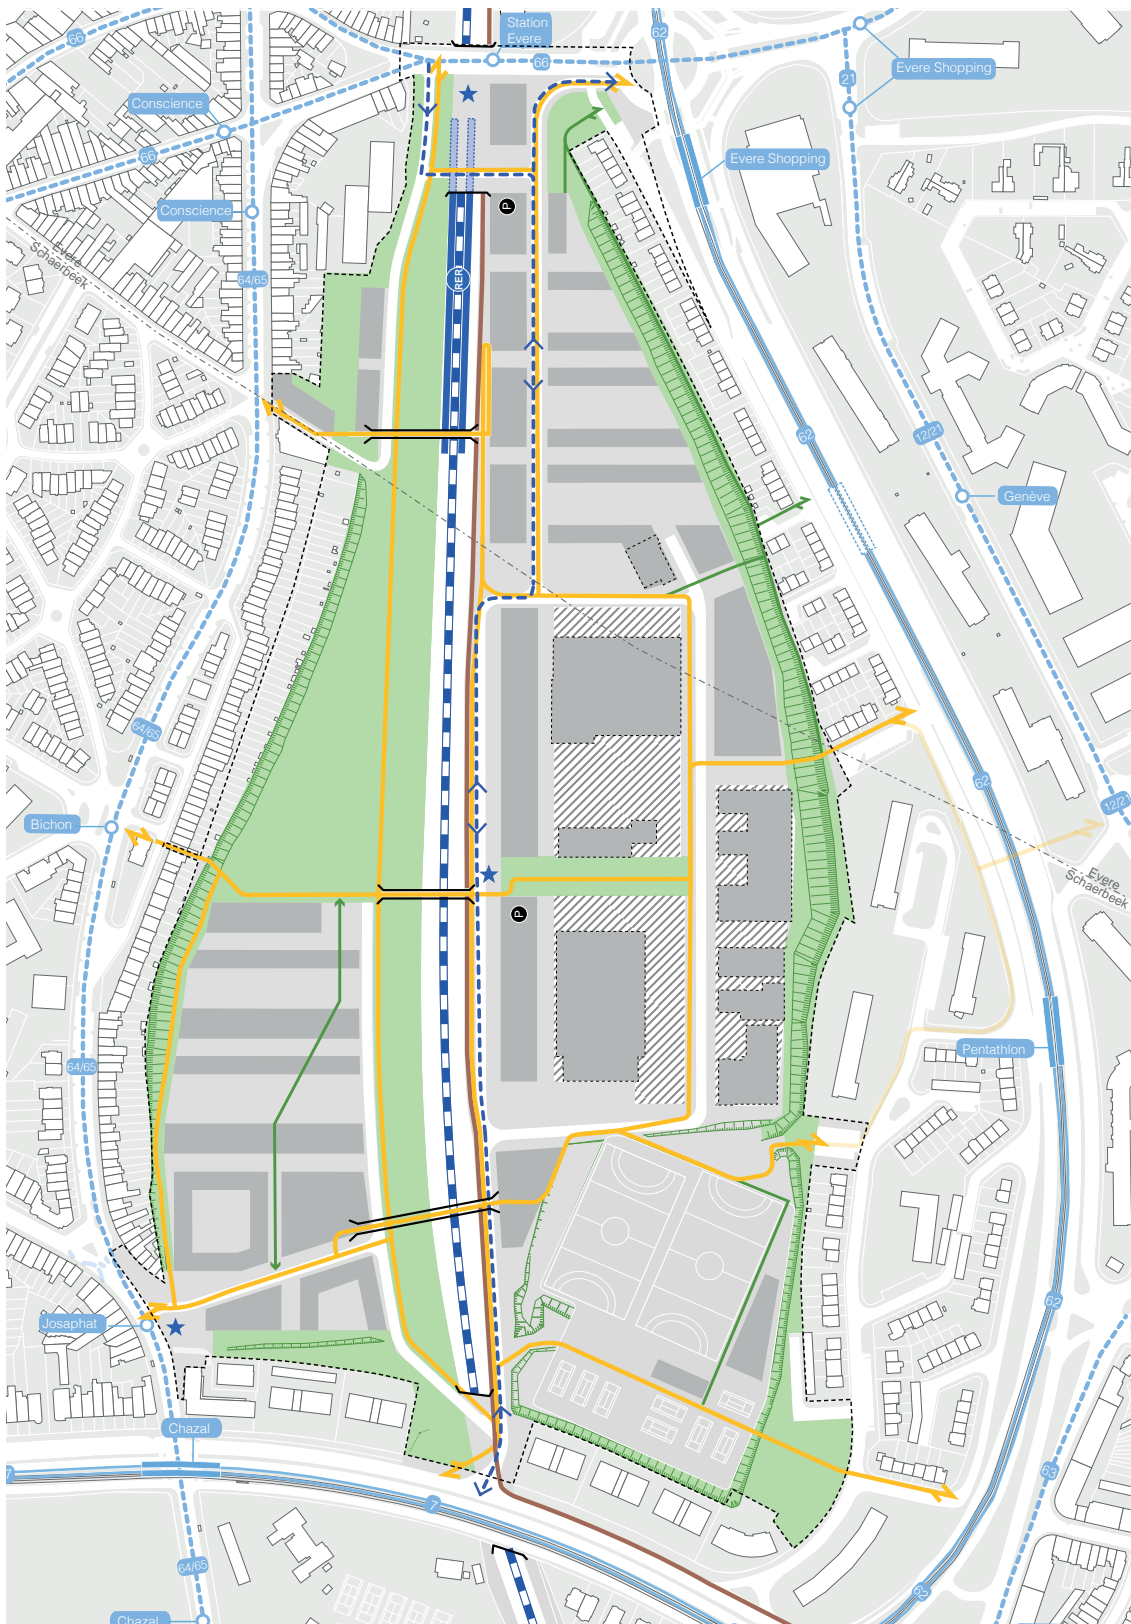 Station
Evere
62
66
66
Evere Shopping
21
Conscience
66
Evere Shopping
P
Conscience
Evere
Schaerbeek
64/65
RER
62
12/21
Genève
64/65
62
12/21
Bichon
Evere
Schaerbeek
P
Pentathlon
64/65
62
Josaphat
Chazal
7
63
7
64/65
62
Chazal